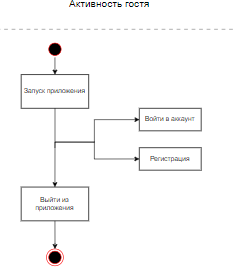 Активность гостя
Запуск приложения
Войти в аккаунт
Регистрация
Выйти из
приложения